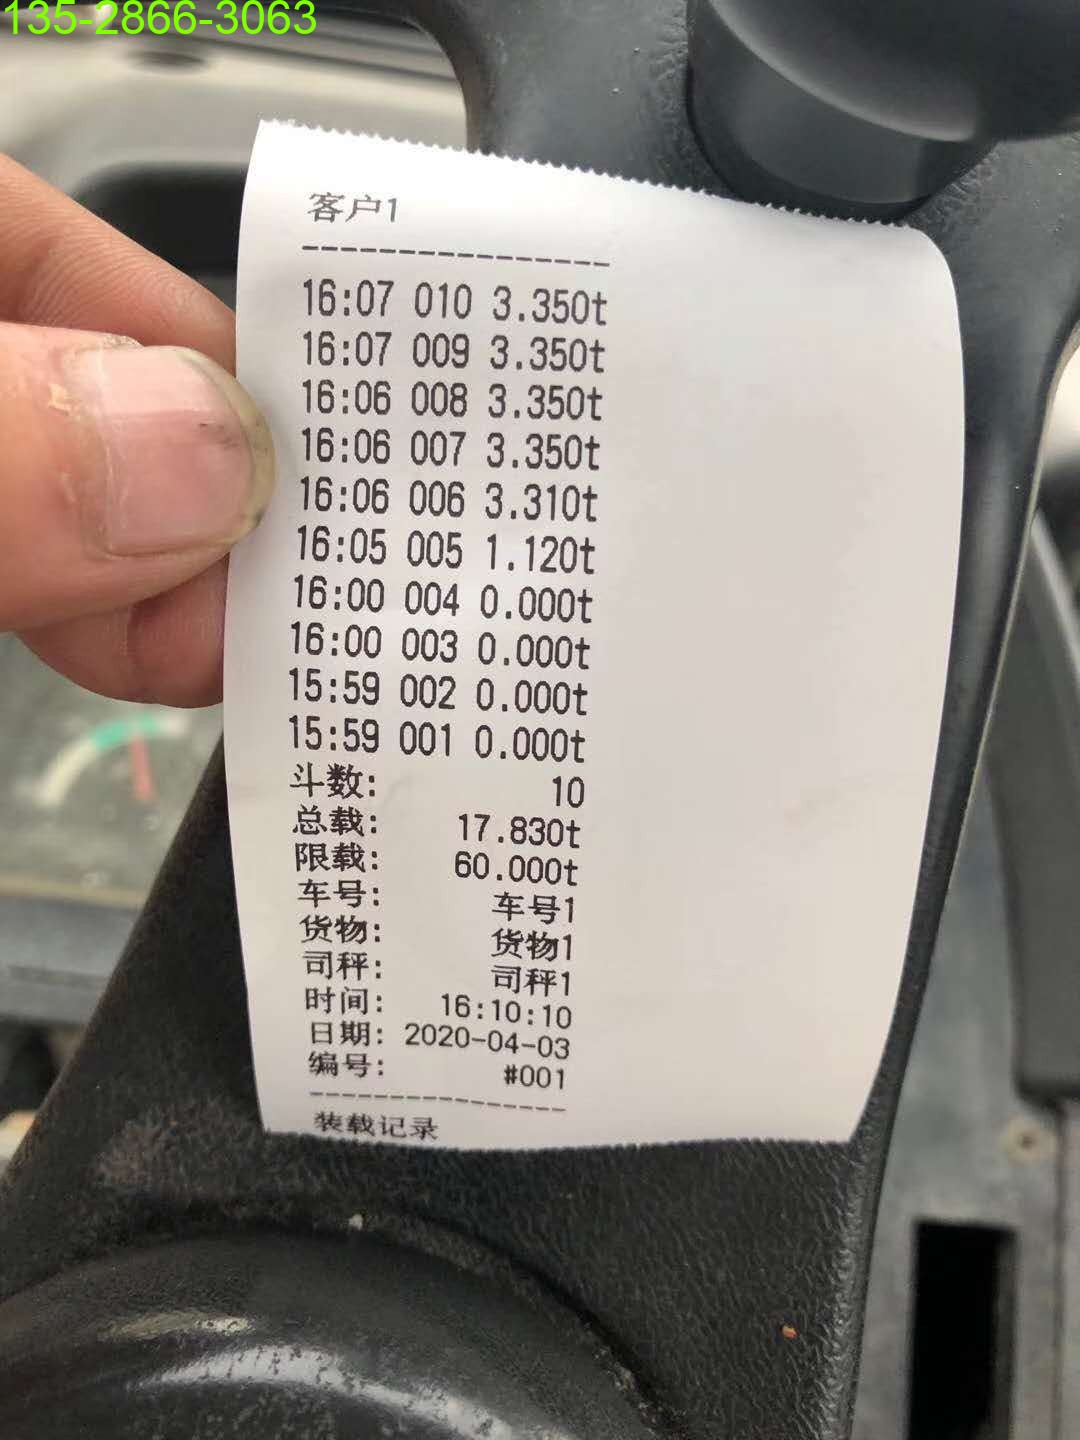 135-2866-3063
客户1
----------------
16:07 010 3.350t
16:07 009 3.350t
16:06 008 3.350t
16:06 007 3.350t
16:06 006 3.310t
16:05 005 1.120t
16:00 004 0.000t
16:00 003 0.000t
15:59 002 0.000t
15:59 001 0.000t
斗数: 10
总载: 17.830t
限载: 60.000t
车号: 车号1
货物: 货物1
司秤: 司秤1
时间: 16:10:10
日期: 2020-04-03
编号: #001
----------------
装载记录